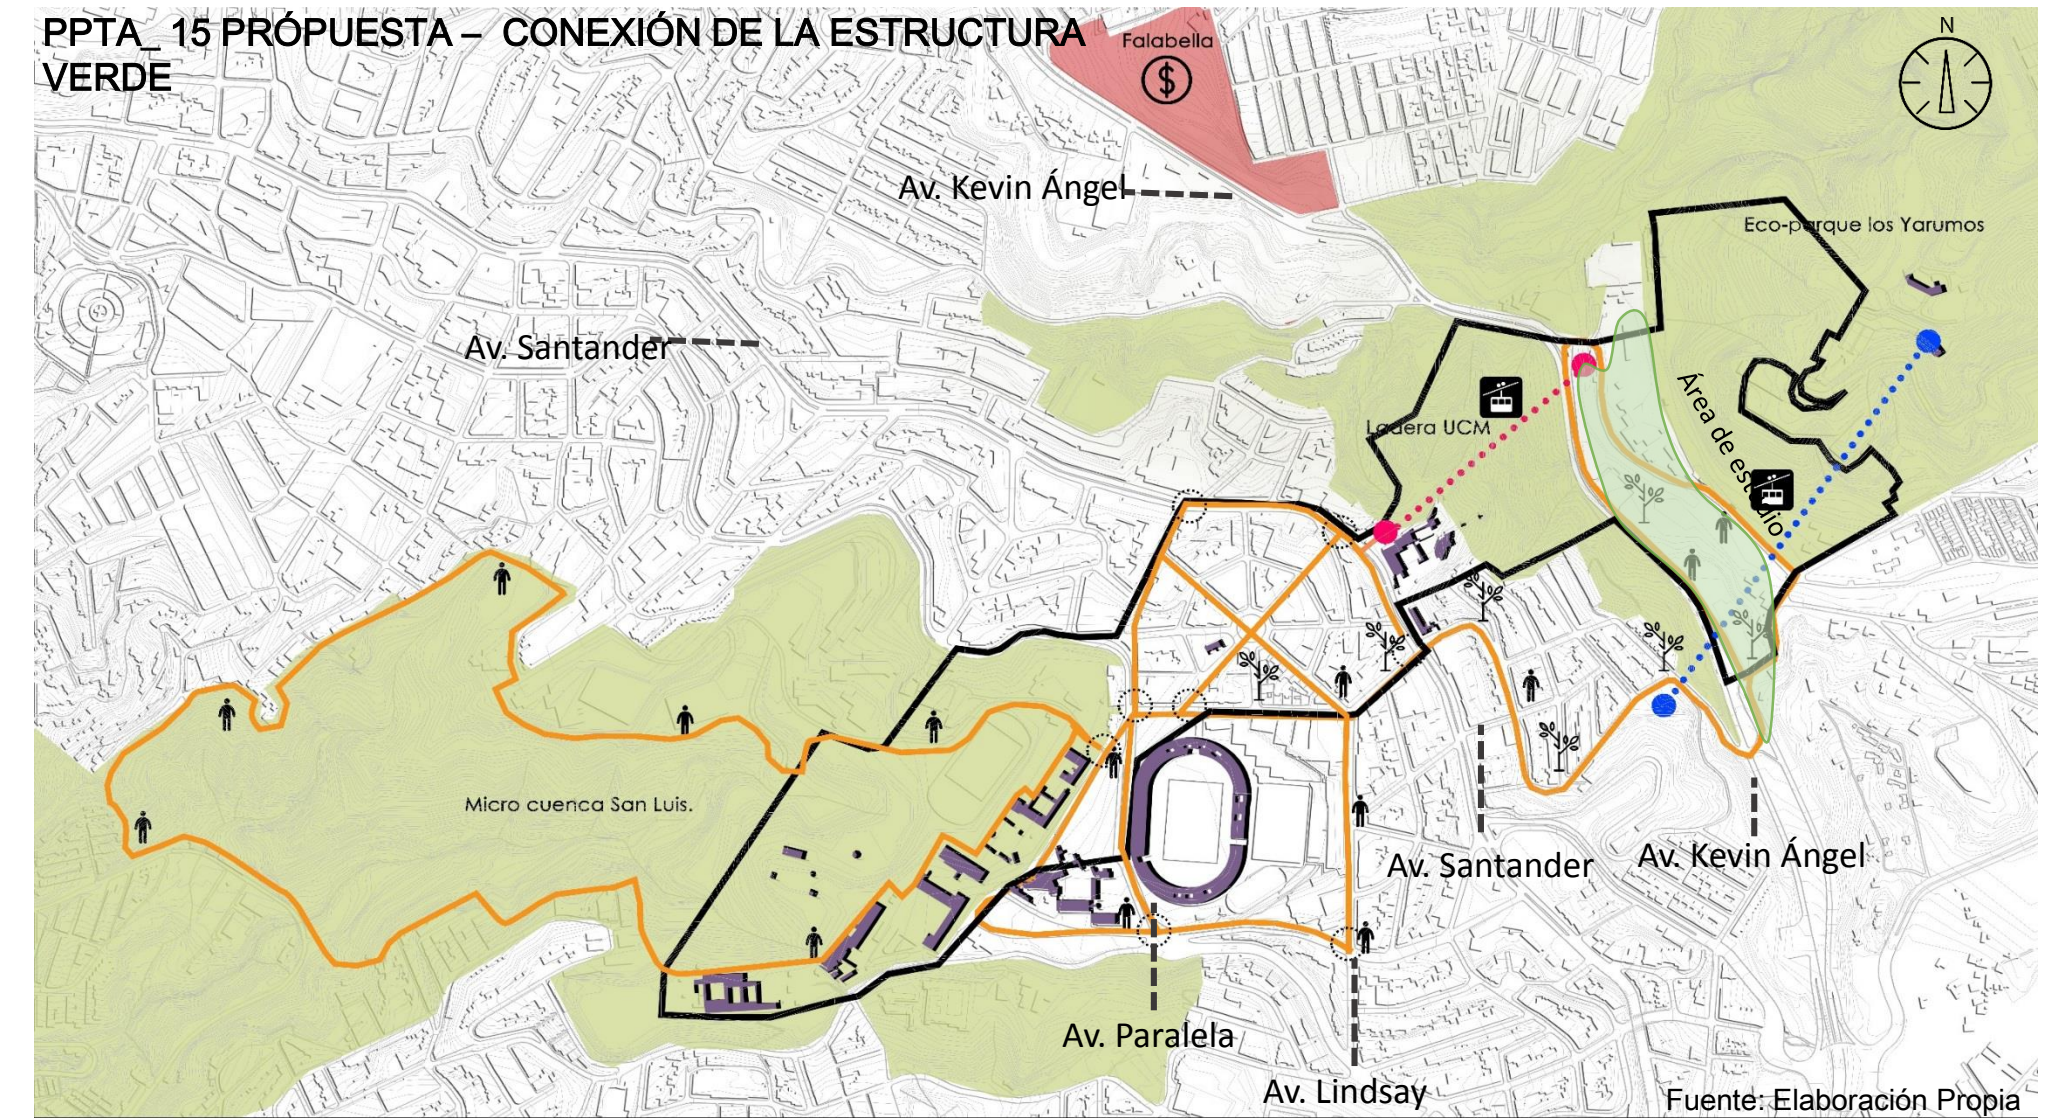 PPTA_ 15 PRÓPUESTA – CONEXIÓN DE LA ESTRUCTURA
VERDE
Falabella
$
N
Av. Kevin Ángel
Eco-parque los Yarumos
Av. Santander
Área de estudio
Ladera UCM
Micro cuenca San Luis.
Av. Santander
Av. Kevin Ángel
Av. Paralela
Av. Lindsay
Fuente: Elaboración Propia